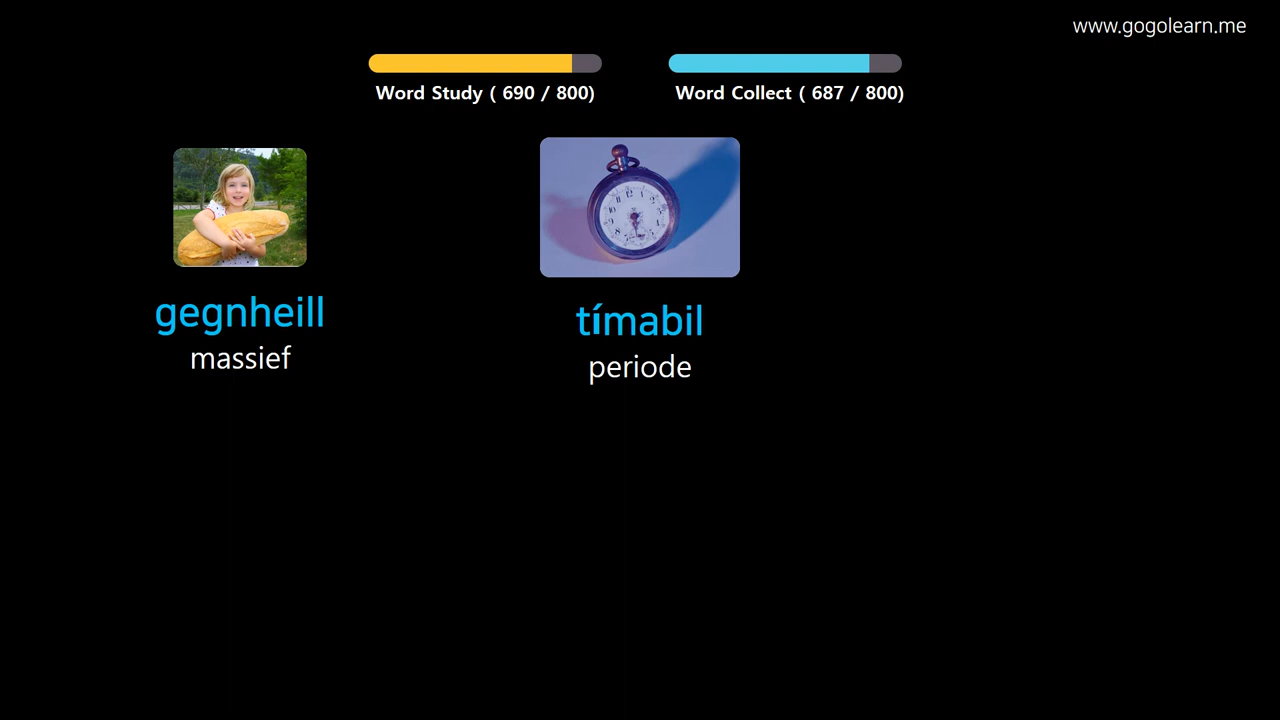 www.gogolearn.me
Word Study ( 690 / 800)
Word Collect ( 687 / 800)
gegnheill
massief
tímabil
periode